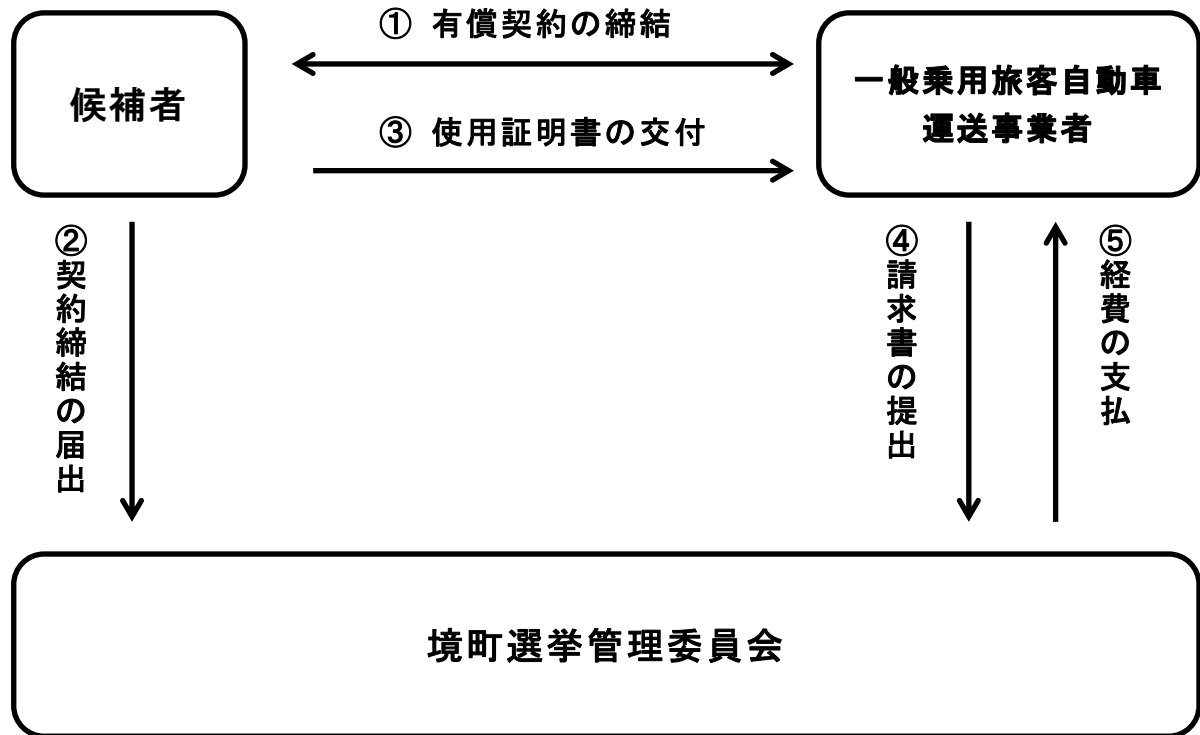 ① 有償契約の締結
候補者
一般乗用旅客自動車
運送事業者
③ 使用証明書の交付
②契約締結の届出
④請求書の提出
⑤経費の支払
境町選挙管理委員会